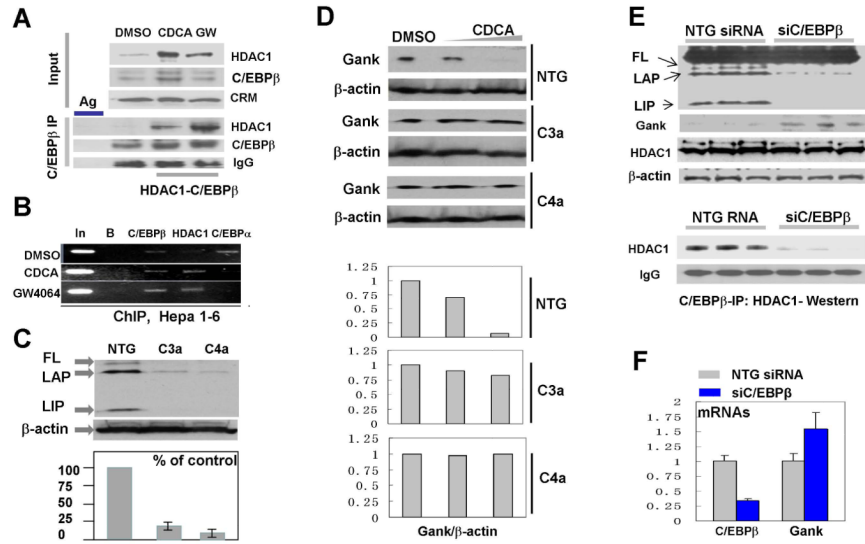 A
DMSO CDCA GW
Input
HDAC1
C/EBPβ
CRM
Ag
C/EBPβ IP
HDAC1
C/EBPβ
IgG
HDAC1-C/EBPβ
B
In B C/EBPβ HDAC1 C/EBPα
DMSO
CDCA
GW4064
ChIP, Hepa 1-6
C
NTG C3a C4a
FL
LAP
LIP
β-actin
% of control
100
75
50
25
0
D
DMSO CDCA
Gank
β-actin
NTG
Gank
β-actin
C3a
Gank
β-actin
C4a
1.25
1
0.75
0.5
0.25
0
NTG
1.25
1
0.75
0.5
0.25
0
C3a
1.25
1
0.75
0.5
0.25
0
C4a
Gank/β-actin
E
NTG siRNA siC/EBPβ
FL
LAP
LIP
Gank
HDAC1
β-actin
NTG RNA siC/EBPβ
HDAC1
IgG
C/EBPβ-IP: HDAC1- Western
F
NTG siRNA
siC/EBPβ
mRNAs
2
1.75
1.5
1.25
1
0.75
0.5
0.25
0
C/EBPβ Gank